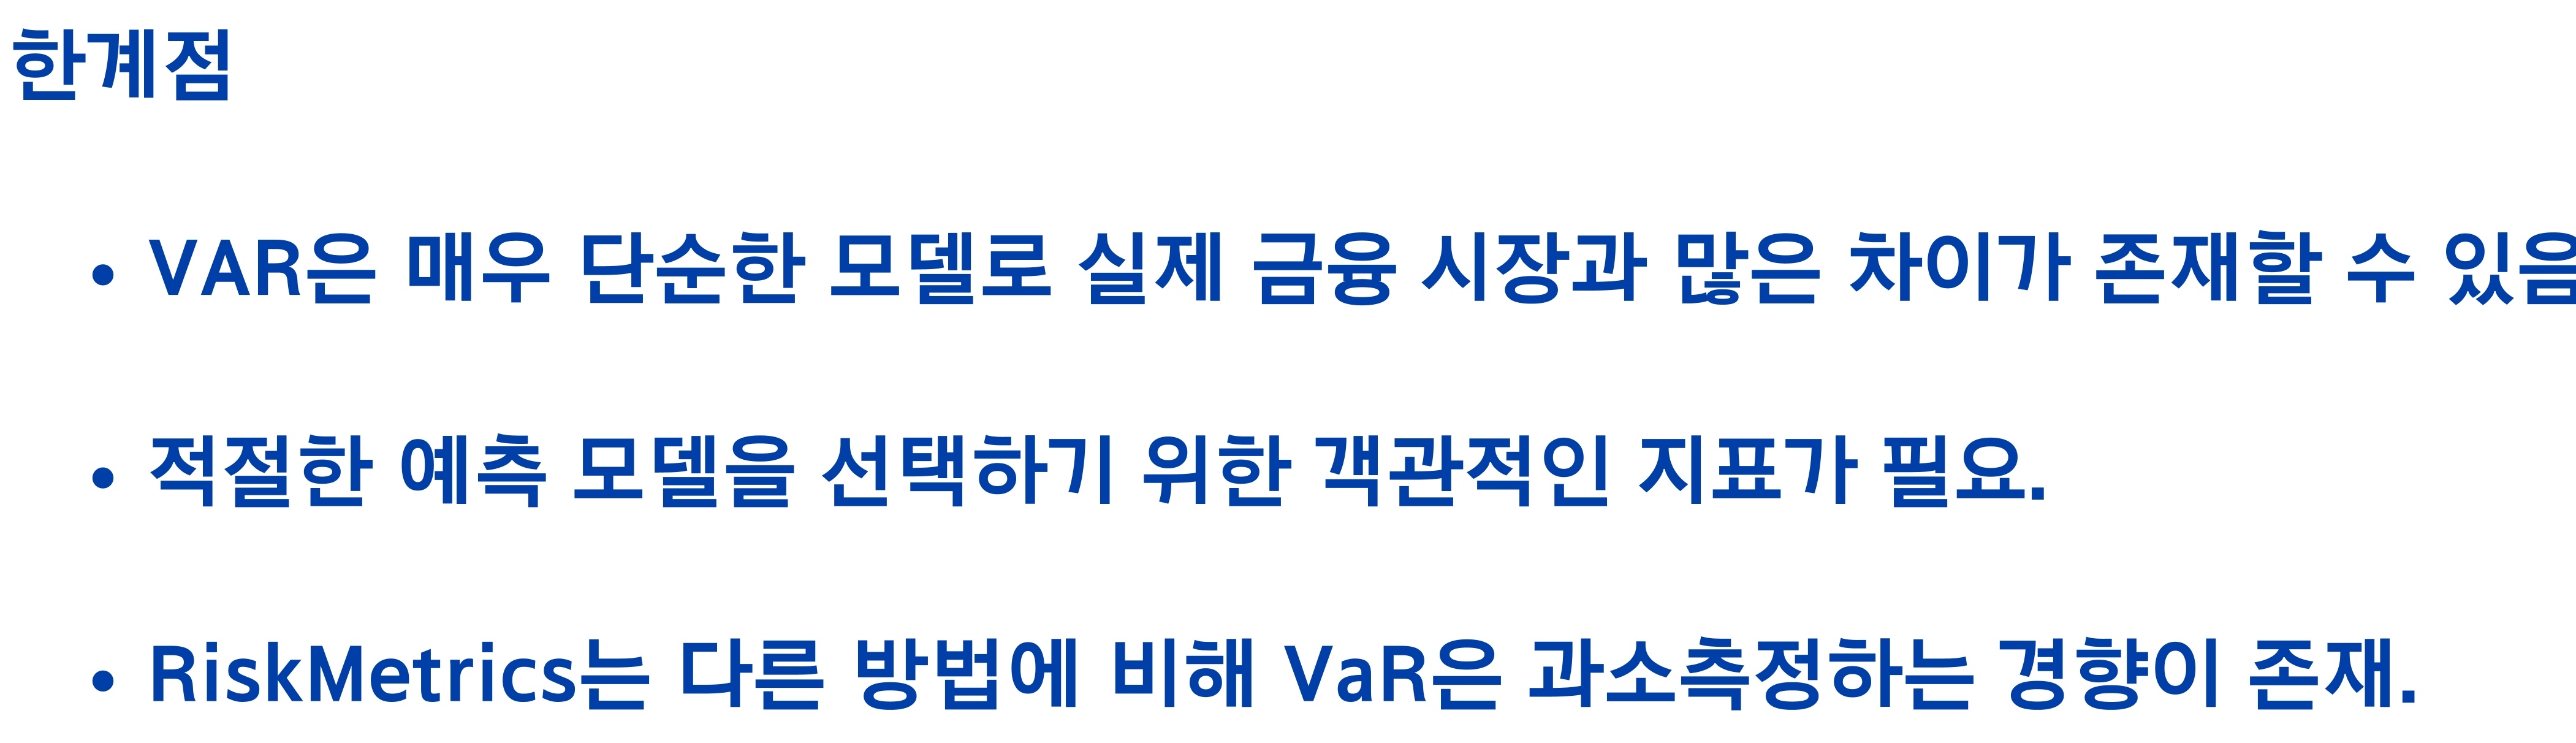 한계점
• VAR은 매우 단순한 모델로 실제 금융 시장과 많은 차이가 존재할 수 있음
• 적절한 예측 모델을 선택하기 위한 객관적인 지표가 필요.
• RiskMetrics는 다른 방법에 비해 VaR은 과소측정하는 경향이 존재.